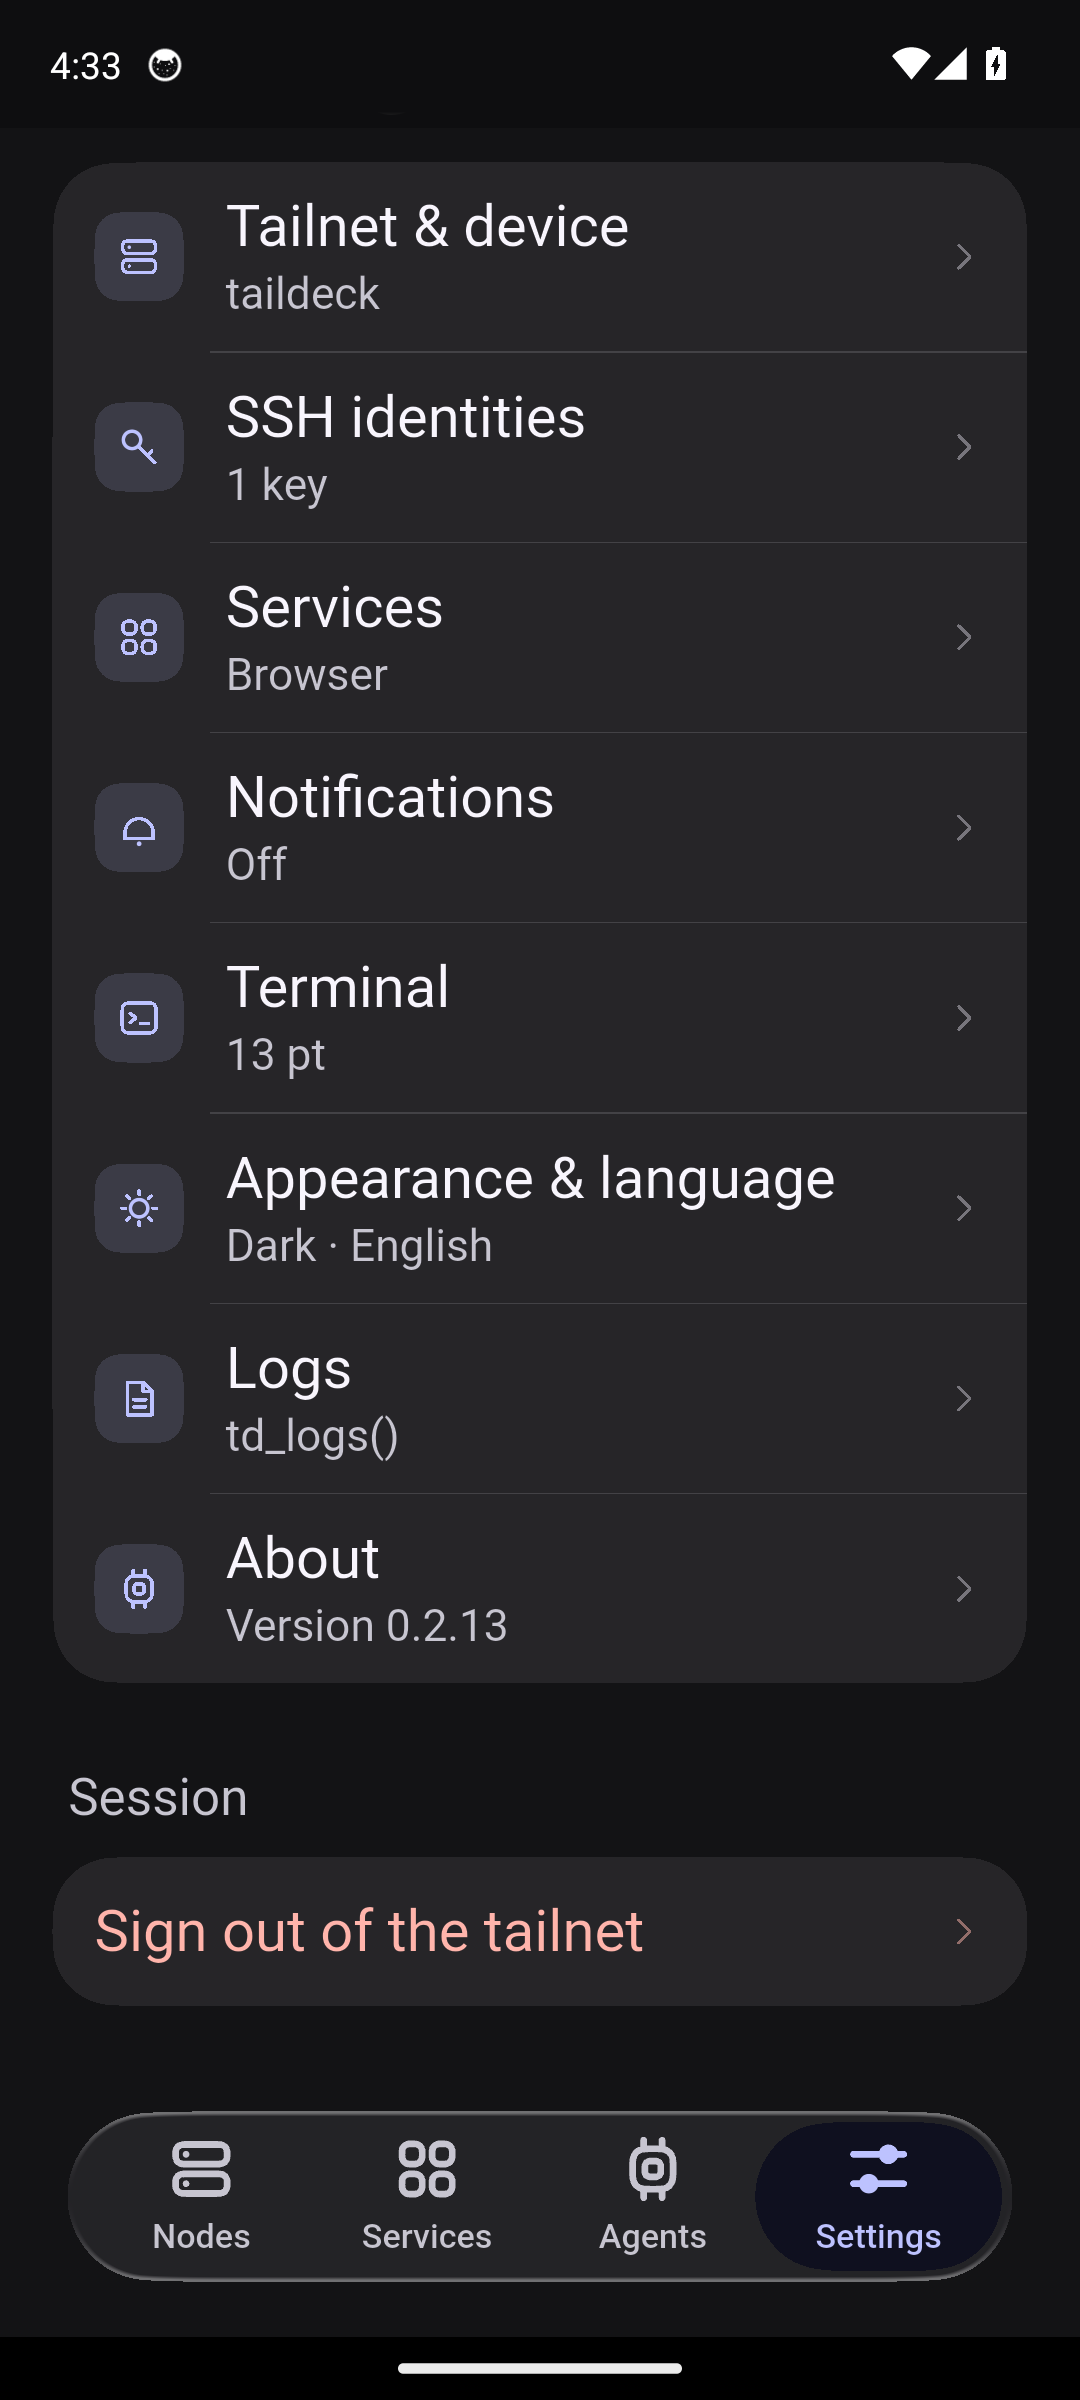 4:33
Tailnet & device
taildeck
SSH identities
1 key
Services
Browser
Notifications
Off
Terminal
13 pt
Appearance & language
Dark · English
Logs
td_logs()
About
Version 0.2.13
Session
Sign out of the tailnet
Nodes
Services
Agents
Settings